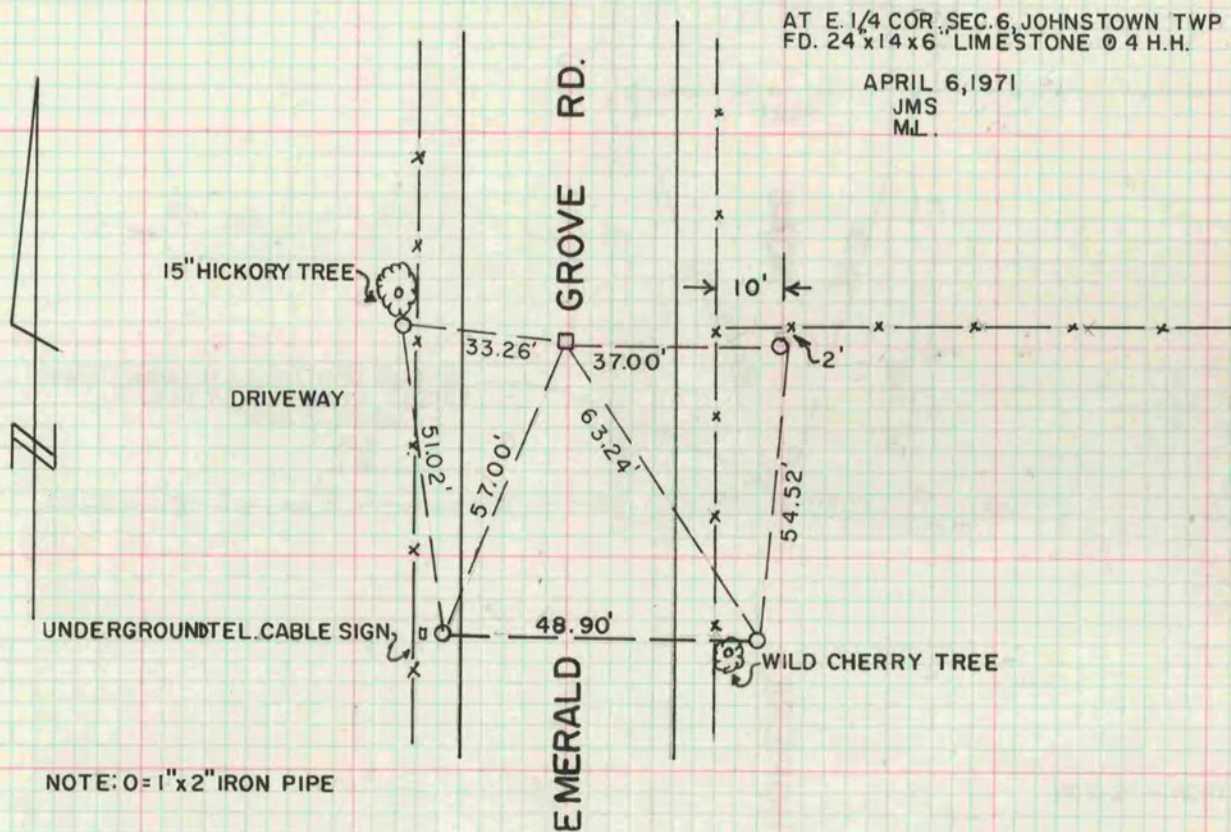 AT E. 1/4 COR. SEC. 6, JOHNSTOWN TWP
FD. 24"x14x6" LIMESTONE @ 4 H.H.
APRIL 6, 1971
JMS
M.L.
EMERALD GROVE RD.
15" HICKORY TREE
10'
33.26'
37.00'
2'
DRIVEWAY
51.02'
57.00'
63.24'
54.52'
UNDERGROUND TEL. CABLE SIGN
48.90'
WILD CHERRY TREE
NOTE: O = 1" x 2" IRON PIPE
N